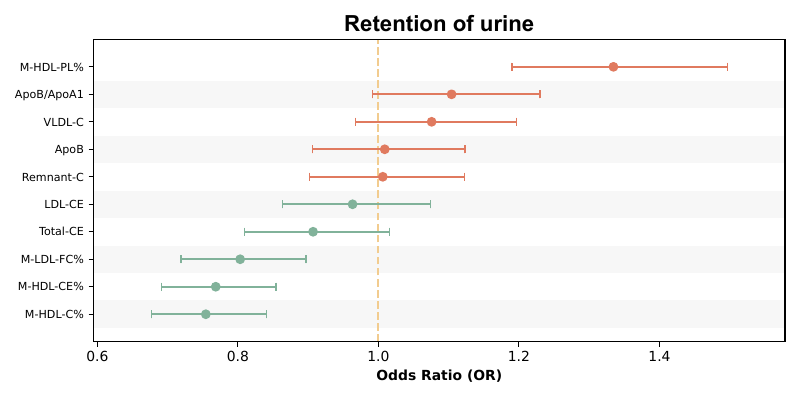 Retention of urine
M-HDL-PL%
ApoB/ApoA1
VLDL-C
ApoB
Remnant-C
LDL-CE
Total-CE
M-LDL-FC%
M-HDL-CE%
M-HDL-C%
0.6 0.8 1.0 1.2 1.4
Odds Ratio (OR)